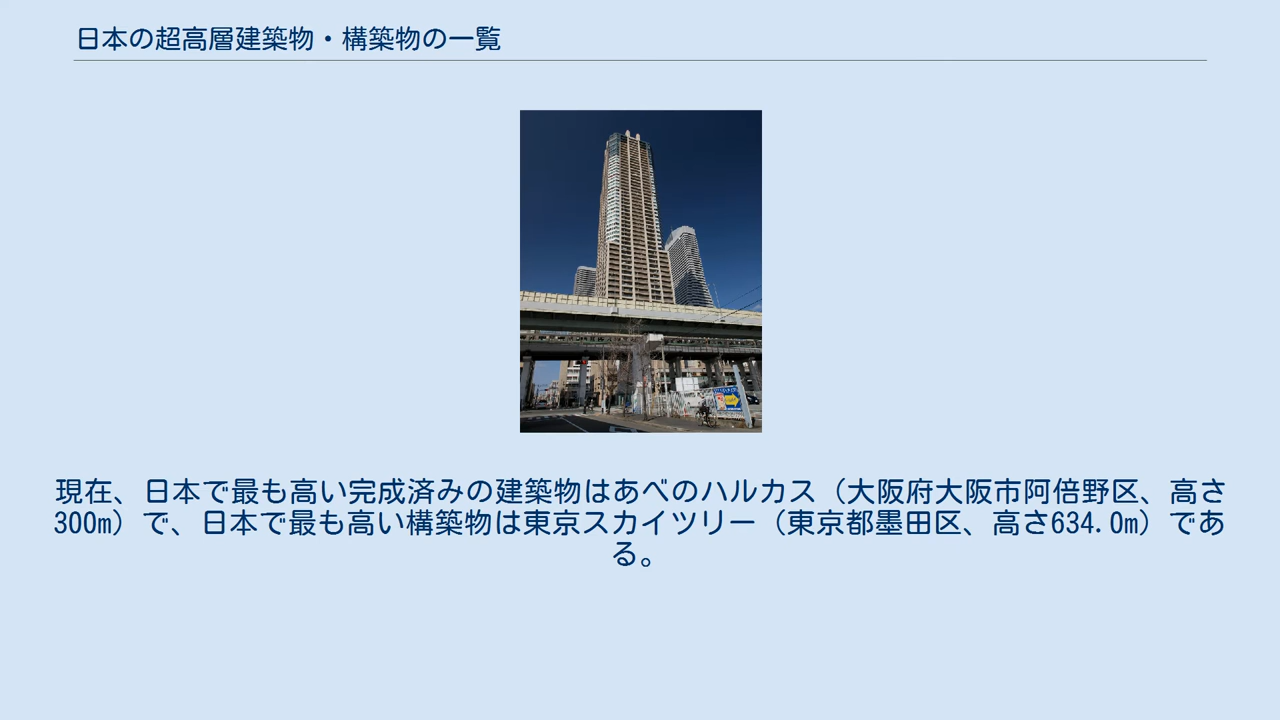 日本の超高層建築物・構築物の一覧
現在、日本で最も高い完成済みの建築物はあべのハルカス（大阪府大阪市阿倍野区、高さ
300m）で、日本で最も高い構築物は東京スカイツリー（東京都墨田区、高さ634.0m）であ
る。